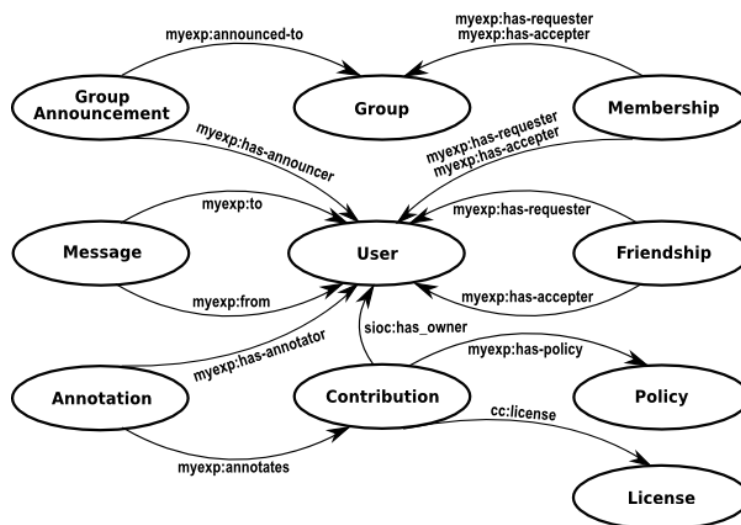 myexp:announced-to
myexp:has-requester
myexp:has-accepter
Group
Announcement
Group
Membership
myexp:has-announcer
myexp:has-requester
myexp:has-accepter
myexp:to
myexp:has-requester
Message
User
Friendship
myexp:from
myexp:has-accepter
myexp:has-annotator
sioc:has_owner
myexp:has-policy
Annotation
Contribution
Policy
cc:license
myexp:annotates
License